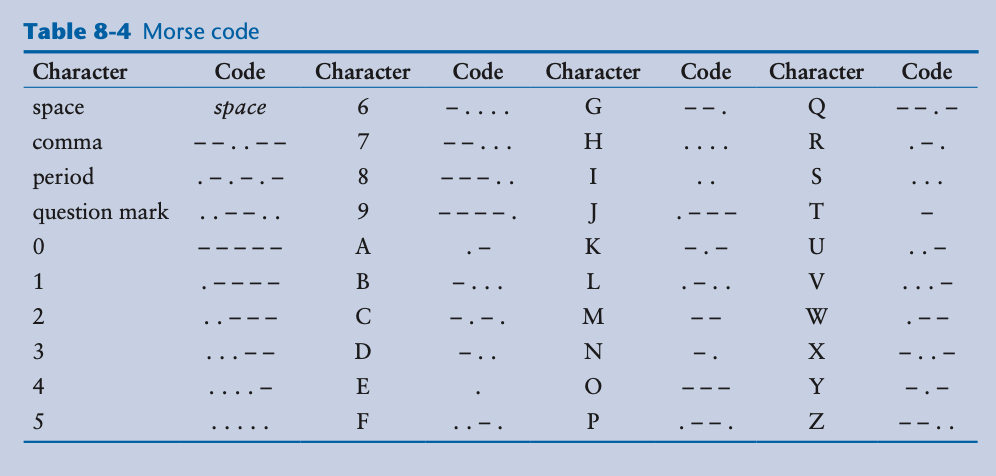 Table 8-4 Morse code
Character Code Character Code Character Code Character Code
space space 6 –.... G ––. Q ––.–
comma ––..–– 7 ––... H .... R .–.
period .–.–.– 8 –––.. I .. S ...
question mark ..––.. 9 ––––. J .––– T –
0 ––––– A .– K –.– U ..–
1 .–––– B –... L .–.. V ...–
2 ..––– C –.–. M –– W .––
3 ...–– D –.. N –. X –..–
4 ....– E . O ––– Y –.–
5 ..... F ..–. P .––. Z ––..